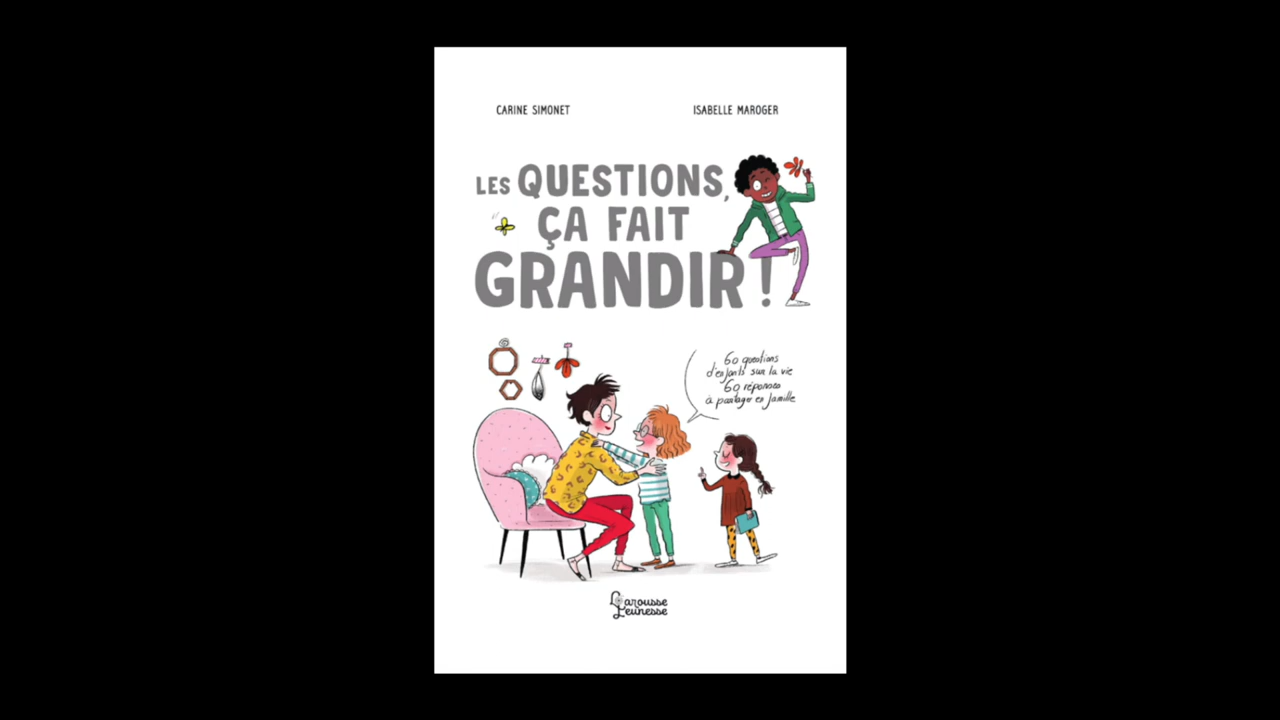 CARINE SIMONET
ISABELLE MAROGER
LES QUESTIONS,
ÇA FAIT
GRANDIR !
60 questions
d'enfants sur la vie
60 réponses
à partager en famille
Larousse
Jeunesse